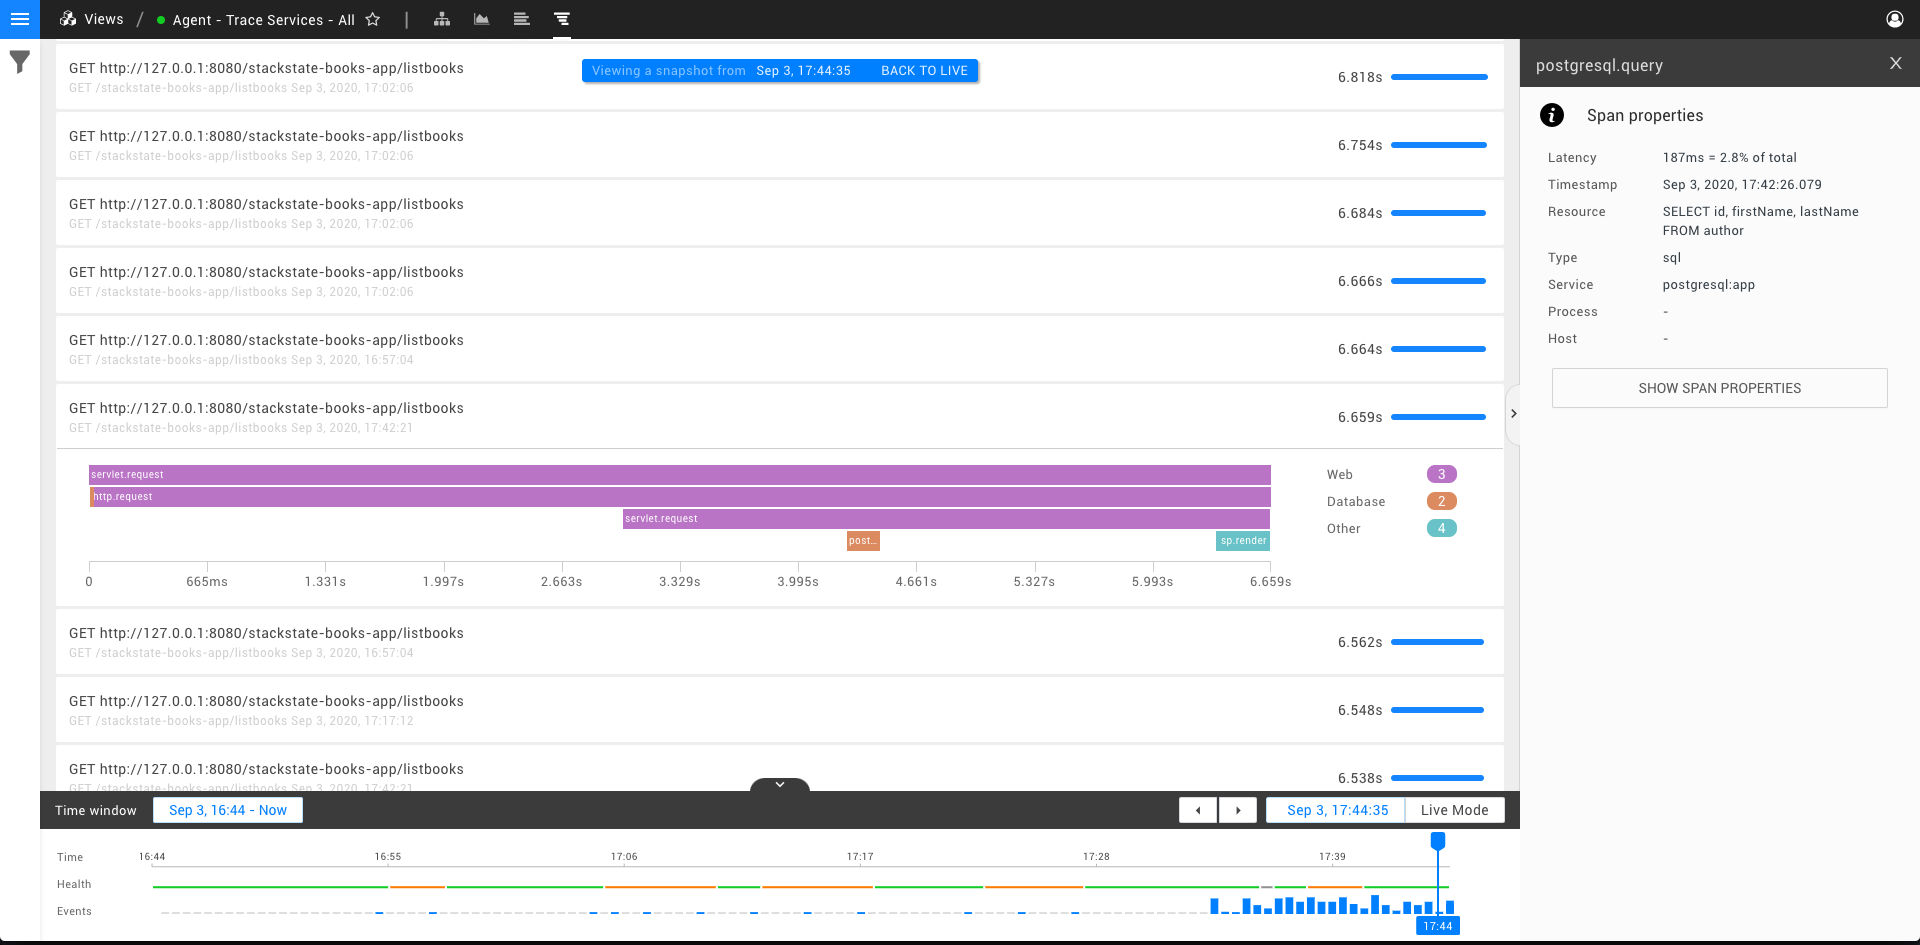 Views / Agent - Trace Services - All
GET http://127.0.0.1:8080/stackstate-books-app/listbooks
GET /stackstate-books-app/listbooks Sep 3, 2020, 17:02:06
Viewing a snapshot from Sep 3, 17:44:35 BACK TO LIVE
6.818s
GET http://127.0.0.1:8080/stackstate-books-app/listbooks
GET /stackstate-books-app/listbooks Sep 3, 2020, 17:02:06
6.754s
GET http://127.0.0.1:8080/stackstate-books-app/listbooks
GET /stackstate-books-app/listbooks Sep 3, 2020, 17:02:06
6.684s
GET http://127.0.0.1:8080/stackstate-books-app/listbooks
GET /stackstate-books-app/listbooks Sep 3, 2020, 17:02:06
6.666s
GET http://127.0.0.1:8080/stackstate-books-app/listbooks
GET /stackstate-books-app/listbooks Sep 3, 2020, 16:57:04
6.664s
GET http://127.0.0.1:8080/stackstate-books-app/listbooks
GET /stackstate-books-app/listbooks Sep 3, 2020, 17:42:21
6.659s
servlet.request
http.request
servlet.request
post...
sp.render
Web 3
Database 2
Other 4
0 665ms 1.331s 1.997s 2.663s 3.329s 3.995s 4.661s 5.327s 5.993s 6.659s
GET http://127.0.0.1:8080/stackstate-books-app/listbooks
GET /stackstate-books-app/listbooks Sep 3, 2020, 16:57:04
6.562s
GET http://127.0.0.1:8080/stackstate-books-app/listbooks
GET /stackstate-books-app/listbooks Sep 3, 2020, 17:17:12
6.548s
GET http://127.0.0.1:8080/stackstate-books-app/listbooks
GET /stackstate-books-app/listbooks Sep 3, 2020, 17:42:21
6.538s
postgresql.query X
Span properties
Latency 187ms = 2.8% of total
Timestamp Sep 3, 2020, 17:42:26.079
Resource SELECT id, firstName, lastName
FROM author
Type sql
Service postgresql:app
Process -
Host -
SHOW SPAN PROPERTIES
Time window Sep 3, 16:44 - Now Sep 3, 17:44:35 Live Mode
Time 16:44 16:55 17:06 17:17 17:28 17:39
Health
Events
17:44